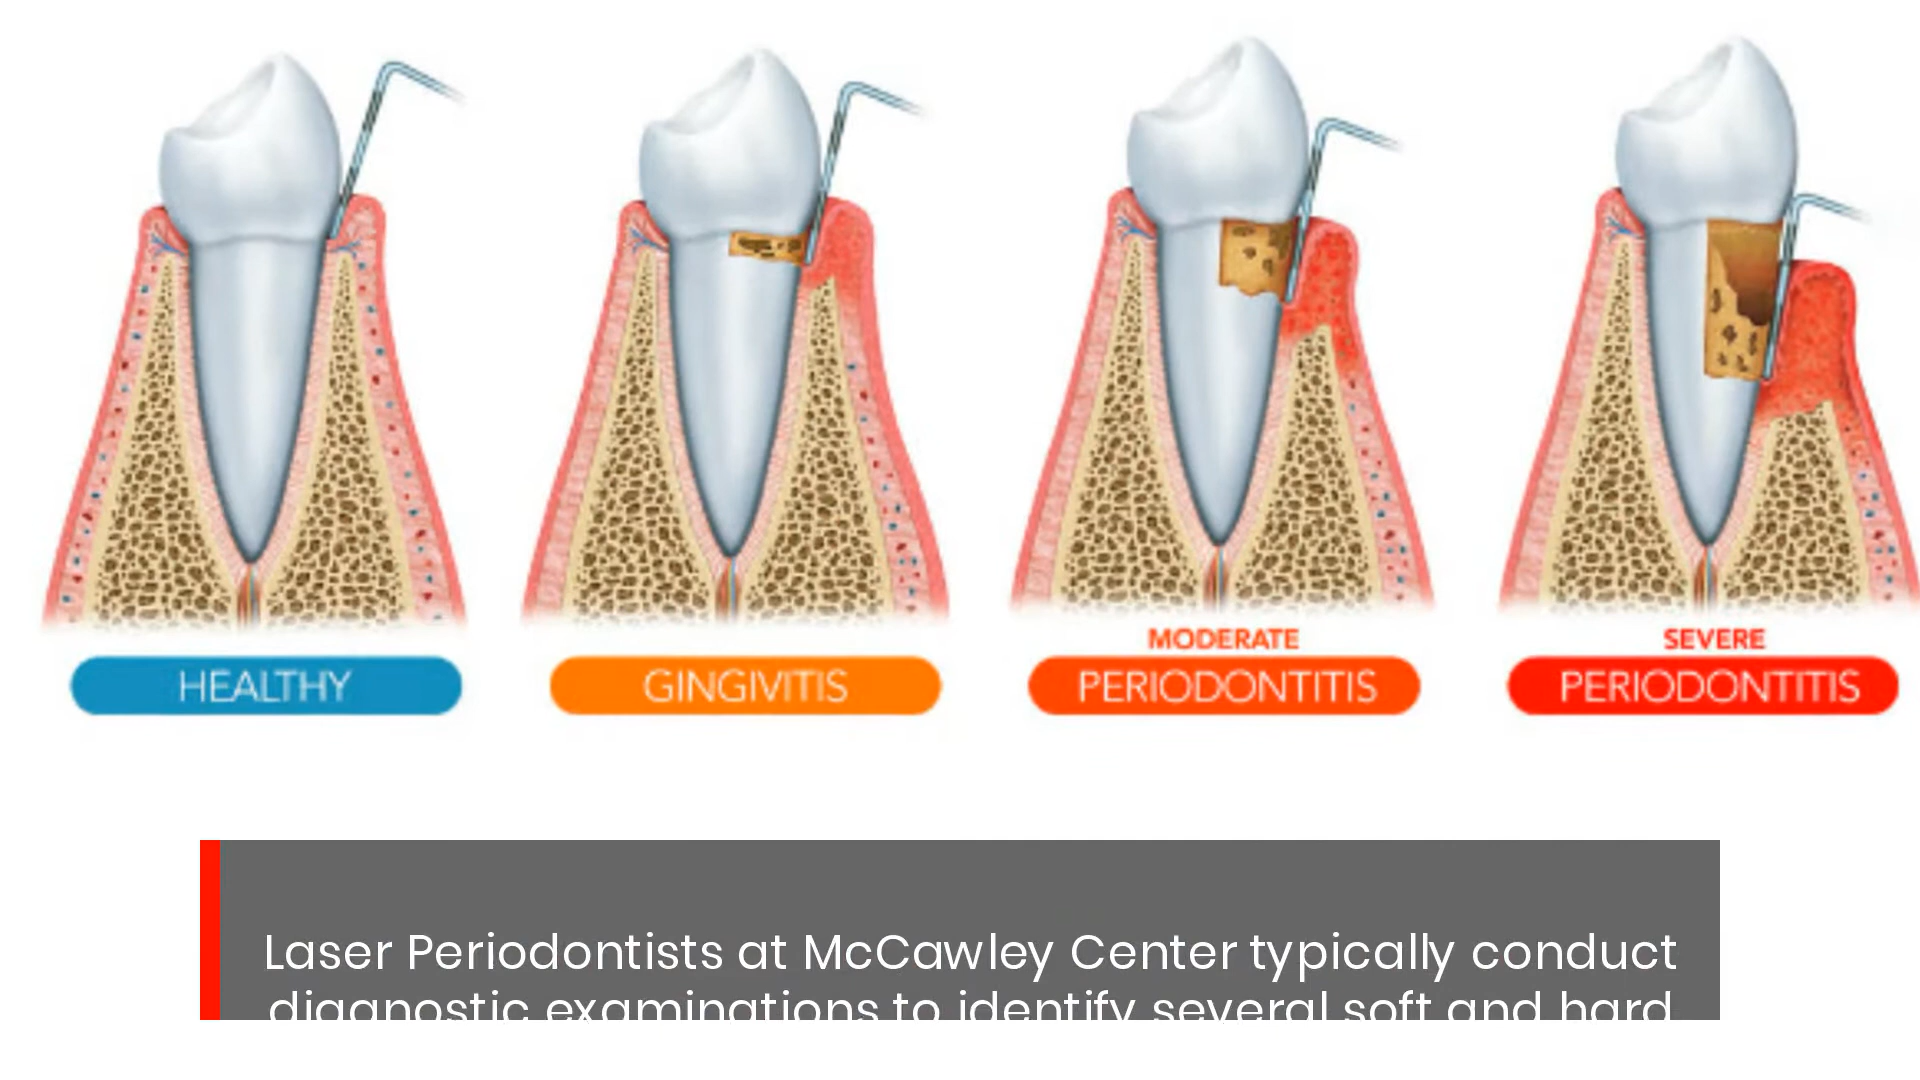 HEALTHY
GINGIVITIS
MODERATE
PERIODONTITIS
SEVERE
PERIODONTITIS
Laser Periodontists at McCawley Center typically conduct
diagnostic examinations to identify several soft and hard